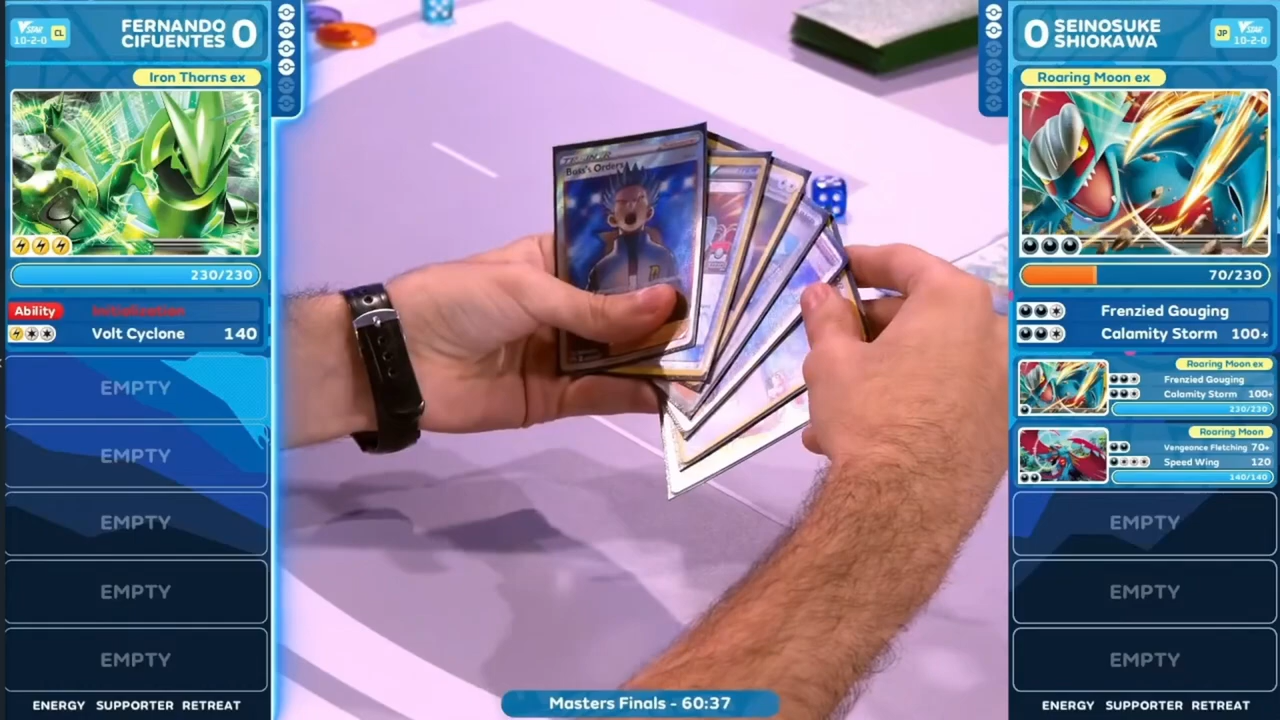 FERNANDO
CIFUENTES
0
VSTAR
10-2-0
CL
Iron Thorns ex
230/230
Ability
Initialization
Volt Cyclone 140
EMPTY
EMPTY
EMPTY
EMPTY
EMPTY
ENERGY SUPPORTER RETREAT
Boss's Orders
Masters Finals - 60:37
0
SEINOSUKE
SHIOKAWA
JP
VSTAR
10-2-0
Roaring Moon ex
70/230
Frenzied Gouging
Calamity Storm 100+
Roaring Moon ex
Frenzied Gouging
Calamity Storm 100+
230/230
Roaring Moon
Vengeance Fletching 70+
Speed Wing 120
140/140
EMPTY
EMPTY
EMPTY
ENERGY SUPPORTER RETREAT